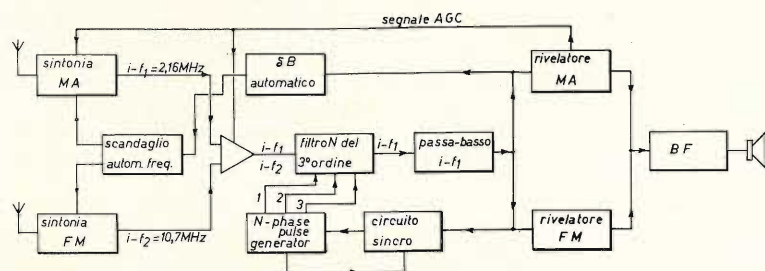 segnale AGC
sintonia
MA
i-f₁=2,16MHz
δB
automatico
rivelatore
MA
scandaglio
autom. freq.
i-f₁
i-f₂
filtro N del
3° ordine
i-f₁
passa-basso
i-f₁
BF
1
2
3
sintonia
FM
i-f₂=10,7MHz
N-phase
pulse
generator
circuito
sincro
rivelatore
FM